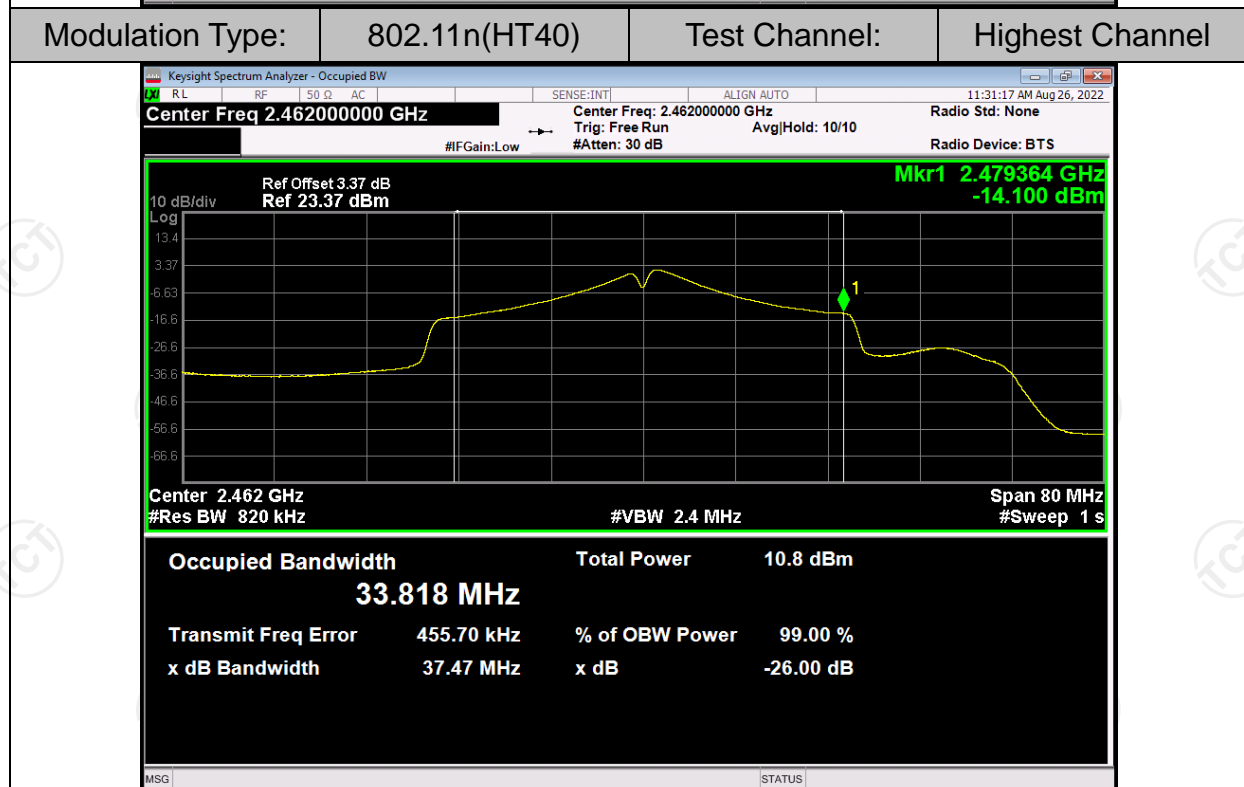 Modulation Type: 802.11n(HT40) Test Channel: Highest Channel
Keysight Spectrum Analyzer - Occupied BW
LXI RL RF 50 Ω AC SENSE:INT ALIGN AUTO 11:31:17 AM Aug 26, 2022
Center Freq 2.462000000 GHz Center Freq: 2.462000000 GHz Radio Std: None
Trig: Free Run Avg|Hold: 10/10
#IFGain:Low #Atten: 30 dB Radio Device: BTS
Mkr1 2.479364 GHz
Ref Offset 3.37 dB
10 dB/div Ref 23.37 dBm -14.100 dBm
Log
13.4
3.37
-6.63
1
-16.6
-26.6
-36.6
-46.6
-56.6
-66.6
Center 2.462 GHz Span 80 MHz
#Res BW 820 kHz #VBW 2.4 MHz #Sweep 1 s
Occupied Bandwidth Total Power 10.8 dBm
33.818 MHz
Transmit Freq Error 455.70 kHz % of OBW Power 99.00 %
x dB Bandwidth 37.47 MHz x dB -26.00 dB
MSG STATUS
TCT
TCT
TCT
TCT